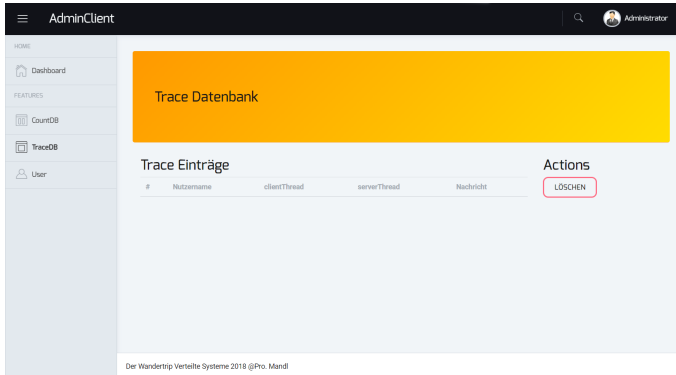 AdminClient
Administrator
HOME
Dashboard
FEATURES
CountDB
TraceDB
User
Trace Datenbank
Trace Einträge
# Nutzername clientThread serverThread Nachricht
Actions
LÖSCHEN
Der Wandertrip Verteilte Systeme 2018 @Pro. Mandl